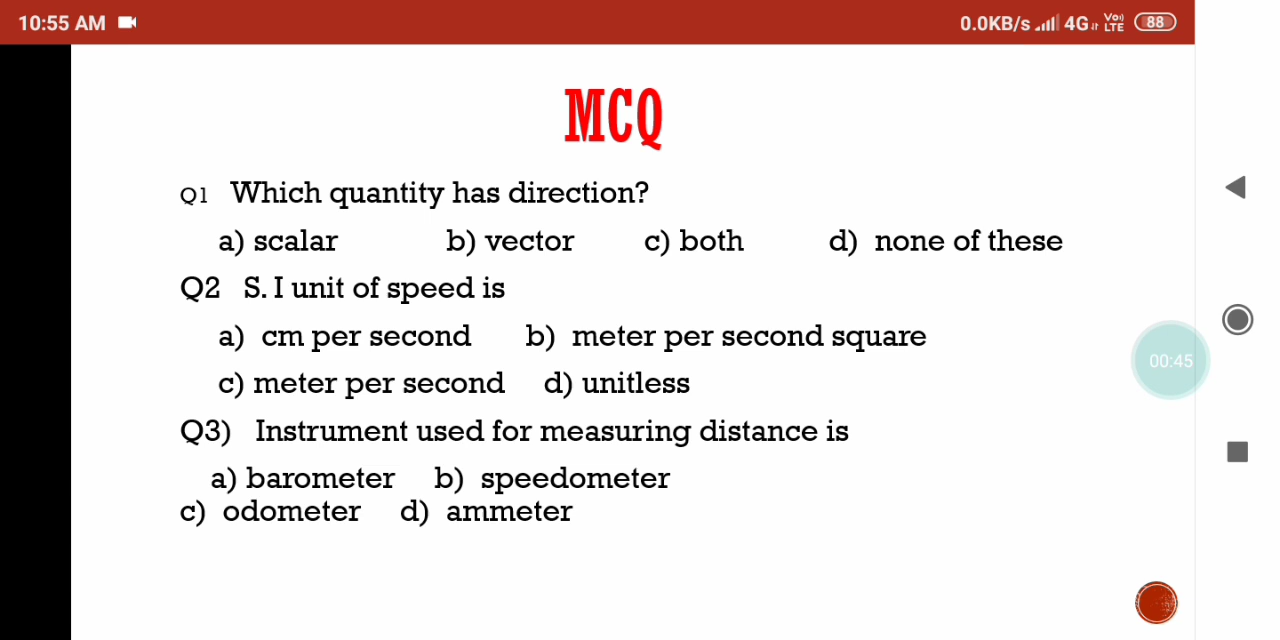 10:55 AM 0.0KB/s 4G Vo)) LTE 88
MCQ
Q1 Which quantity has direction?
a) scalar b) vector c) both d) none of these
Q2 S. I unit of speed is
a) cm per second b) meter per second square
00:45
c) meter per second d) unitless
Q3) Instrument used for measuring distance is
a) barometer b) speedometer
c) odometer d) ammeter